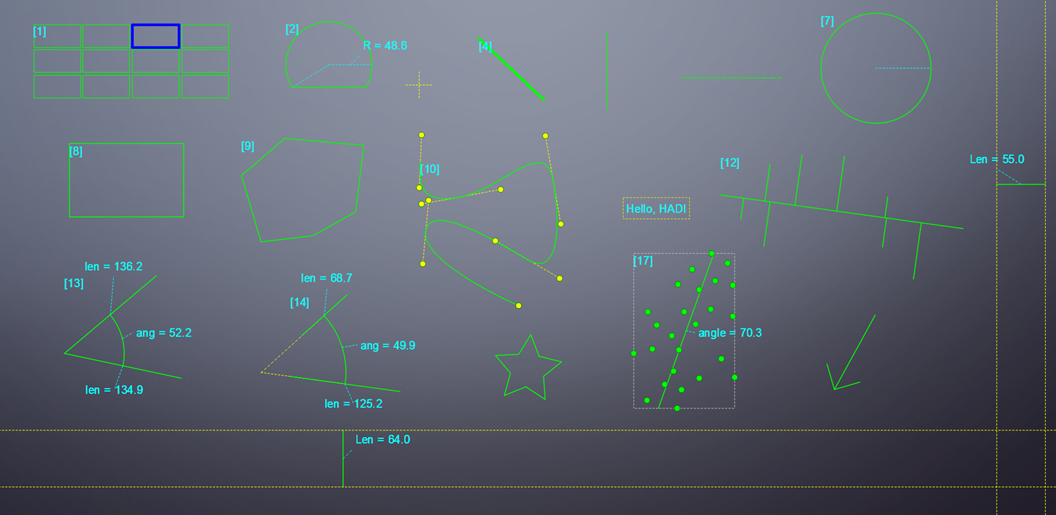 [1]
[2]
R = 48.6
[4]
[7]
[8]
[9]
[10]
[12]
Len = 55.0
Hello, HADI
[13]
len = 136.2
ang = 52.2
len = 134.9
[14]
len = 68.7
ang = 49.9
len = 125.2
[17]
angle = 70.3
Len = 64.0